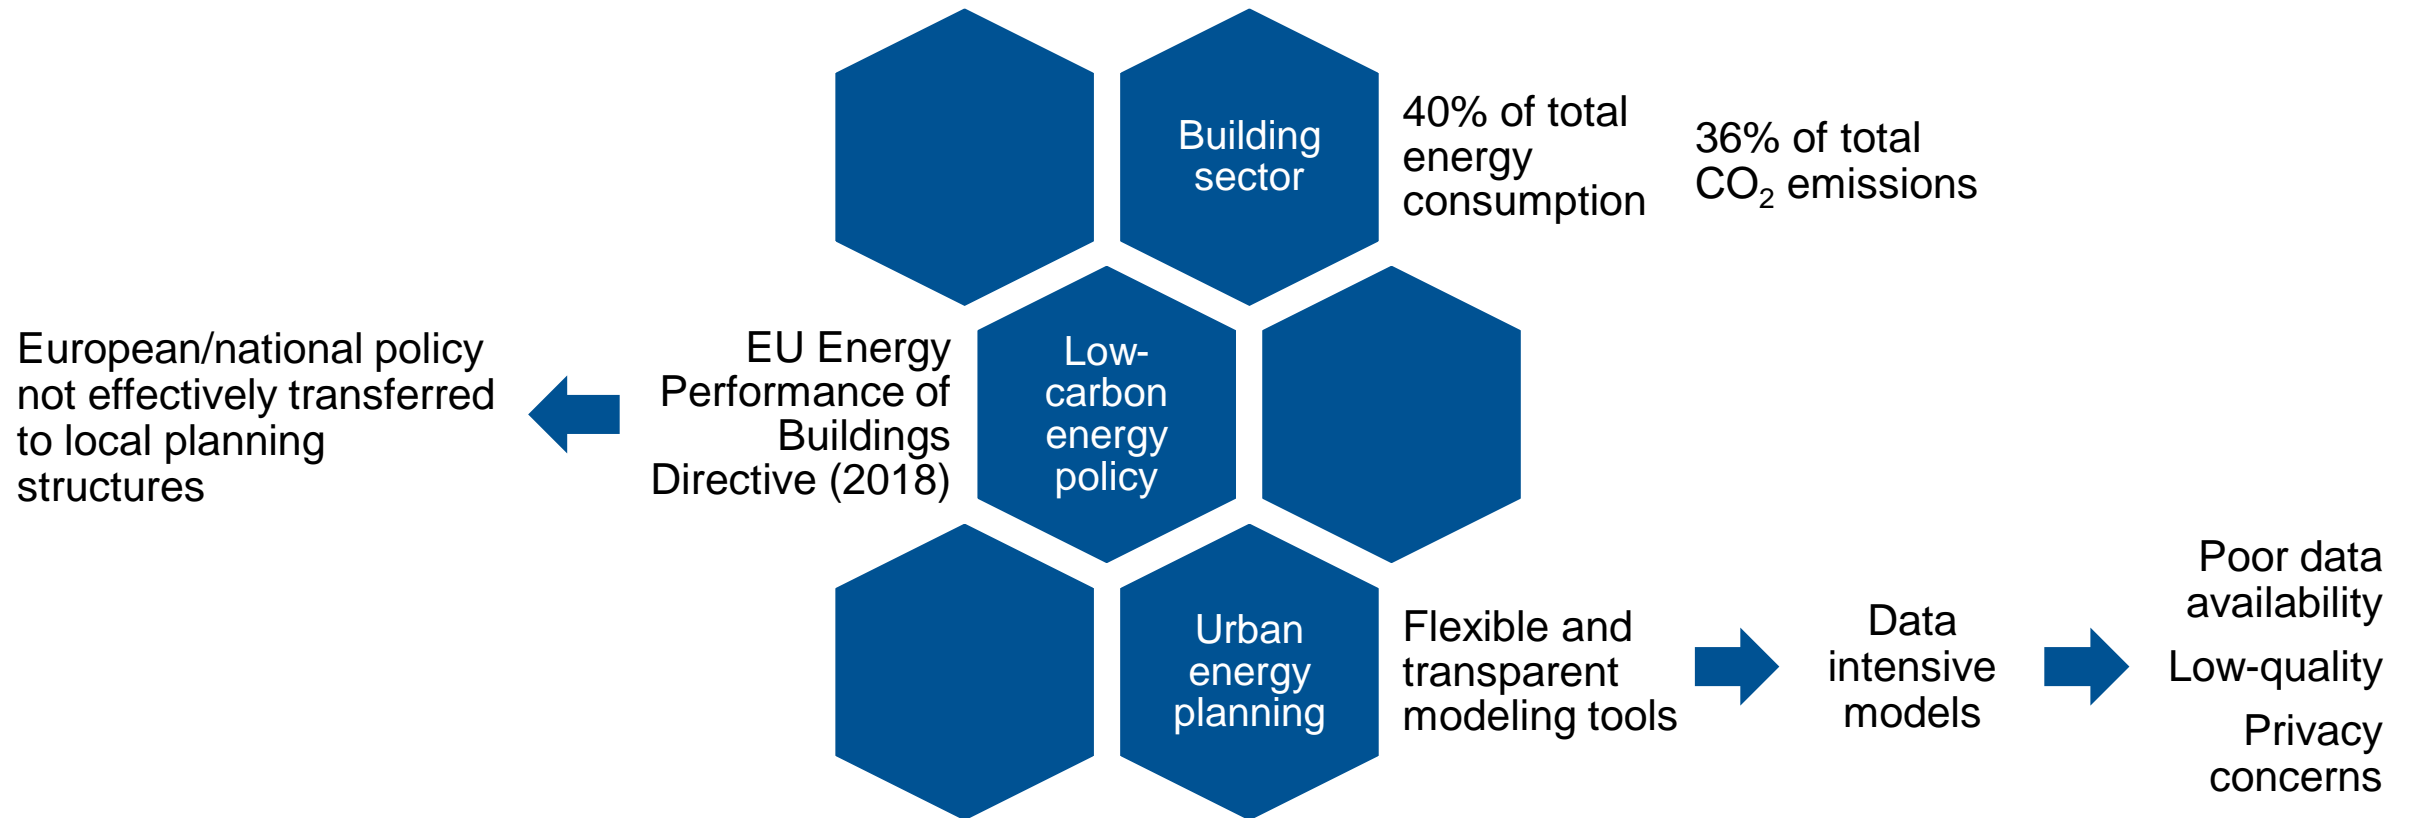 Building
sector
40% of total
energy
consumption
36% of total
CO₂ emissions
European/national policy
not effectively transferred
to local planning
structures
EU Energy
Performance of
Buildings
Directive (2018)
Low-
carbon
energy
policy
Urban
energy
planning
Flexible and
transparent
modeling tools
Data
intensive
models
Poor data
availability
Low-quality
Privacy
concerns